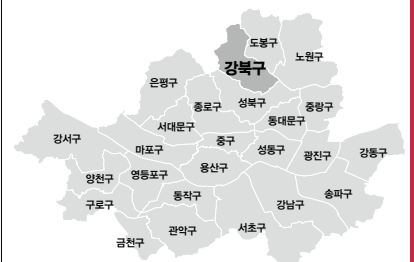 도봉구
노원구
강북구
은평구
종로구
성북구
중랑구
서대문구
동대문구
강서구
마포구
중구
성동구
광진구
강동구
양천구
영등포구
용산구
동작구
강남구
송파구
구로구
금천구
관악구
서초구